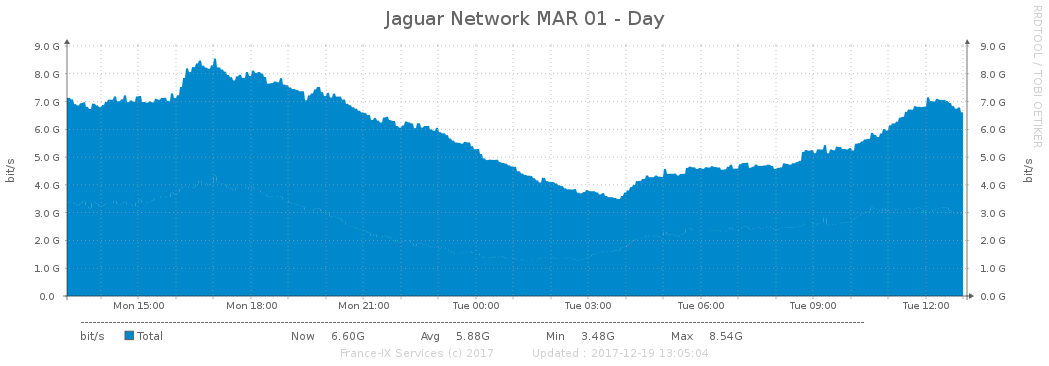 Jaguar Network MAR 01 - Day
RRDTOOL / TOBI OETIKER
9.0 G 9.0 G
8.0 G 8.0 G
7.0 G 7.0 G
6.0 G 6.0 G
5.0 G 5.0 G
4.0 G 4.0 G
3.0 G 3.0 G
2.0 G 2.0 G
1.0 G 1.0 G
0.0 0.0 G
bit/s bit/s
Mon 15:00 Mon 18:00 Mon 21:00 Tue 00:00 Tue 03:00 Tue 06:00 Tue 09:00 Tue 12:00
bit/s Total Now 6.60G Avg 5.88G Min 3.48G Max 8.54G
France-IX Services (c) 2017 Updated : 2017-12-19 13:05:04